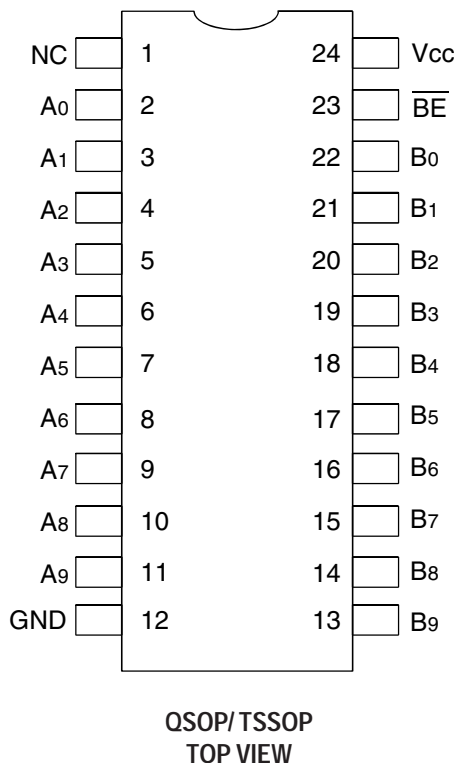 NC 1 24 Vcc
A0 2 23 B̅E̅
A1 3 22 B0
A2 4 21 B1
A3 5 20 B2
A4 6 19 B3
A5 7 18 B4
A6 8 17 B5
A7 9 16 B6
A8 10 15 B7
A9 11 14 B8
GND 12 13 B9
QSOP/ TSSOP
TOP VIEW